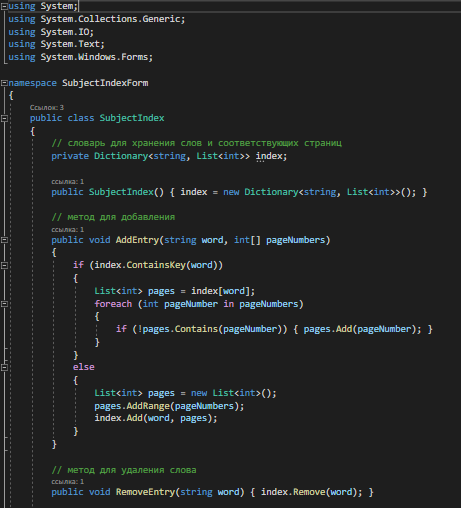 using System;
using System.Collections.Generic;
using System.IO;
using System.Text;
using System.Windows.Forms;
namespace SubjectIndexForm
{
Ссылок: 3
public class SubjectIndex
{
// словарь для хранения слов и соответствующих страниц
private Dictionary<string, List<int>> index;
ссылка: 1
public SubjectIndex() { index = new Dictionary<string, List<int>>(); }
// метод для добавления
ссылка: 1
public void AddEntry(string word, int[] pageNumbers)
{
if (index.ContainsKey(word))
{
List<int> pages = index[word];
foreach (int pageNumber in pageNumbers)
{
if (!pages.Contains(pageNumber)) { pages.Add(pageNumber); }
}
}
else
{
List<int> pages = new List<int>();
pages.AddRange(pageNumbers);
index.Add(word, pages);
}
}
// метод для удаления слова
ссылка: 1
public void RemoveEntry(string word) { index.Remove(word); }